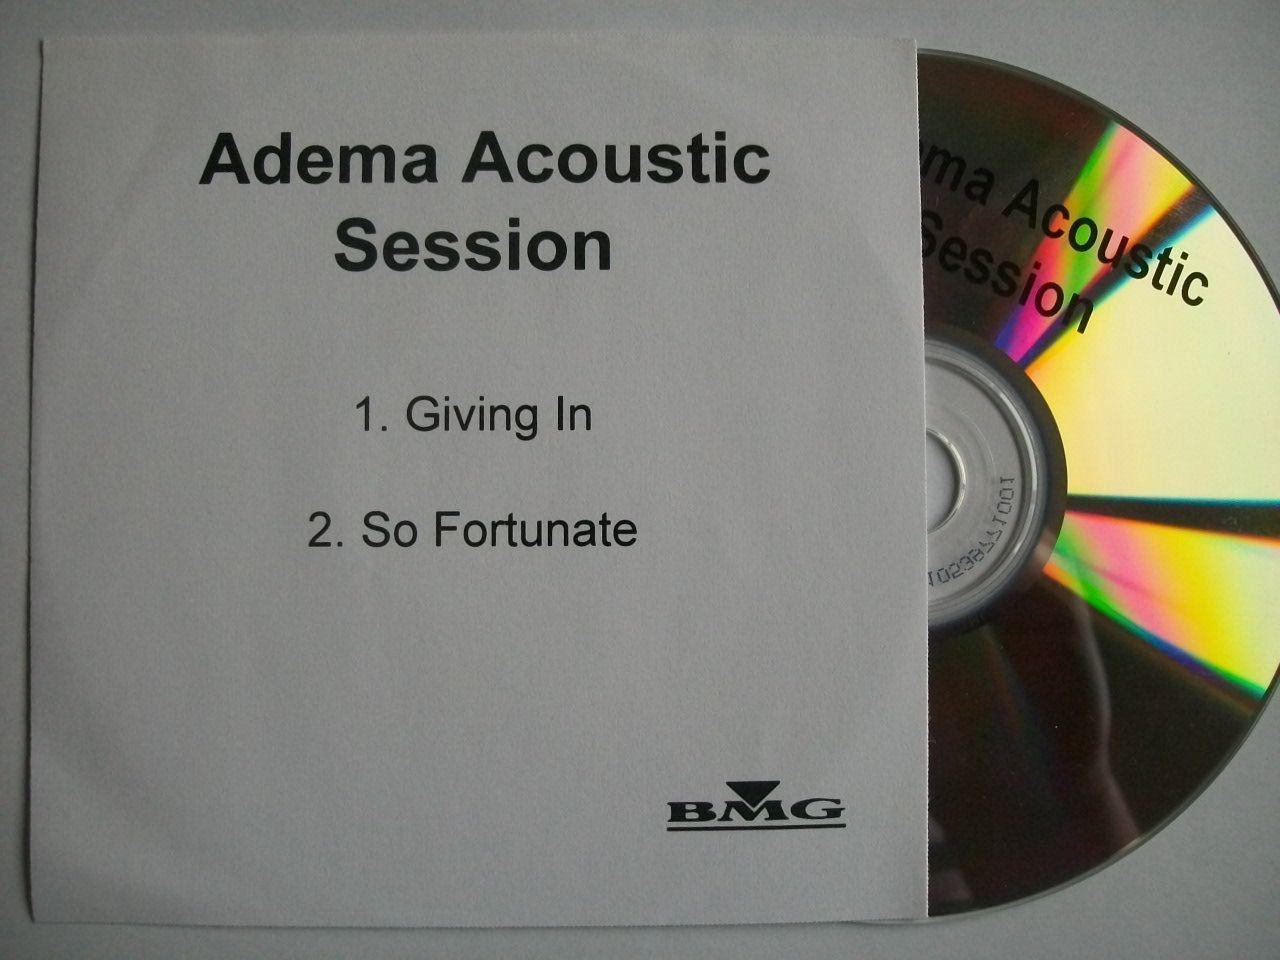 Adema Acoustic
Session
1. Giving In
2. So Fortunate
BMG
ma Acoustic
Session